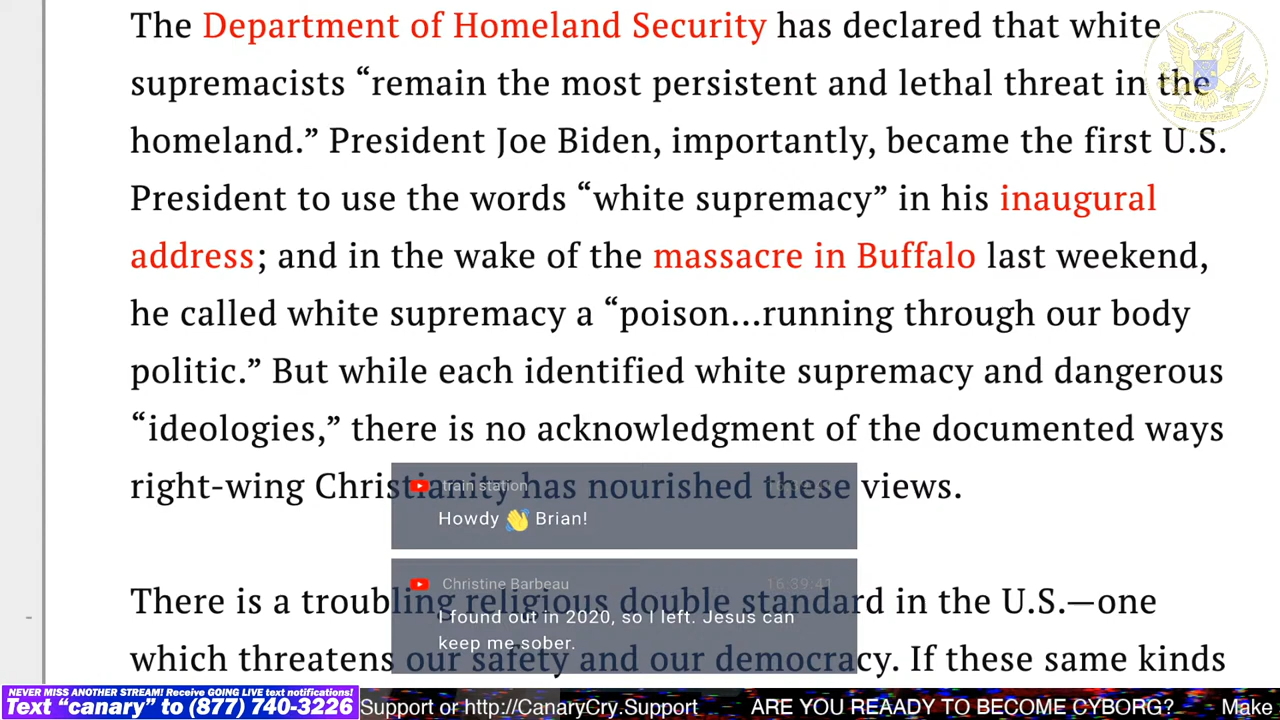 The Department of Homeland Security has declared that white
supremacists “remain the most persistent and lethal threat in the
homeland.” President Joe Biden, importantly, became the first U.S.
President to use the words “white supremacy” in his inaugural
address; and in the wake of the massacre in Buffalo last weekend,
he called white supremacy a “poison...running through our body
politic.” But while each identified white supremacy and dangerous
“ideologies,” there is no acknowledgment of the documented ways
right-wing Christianity has nourished these views.
train station
Howdy 👋 Brian!
Christine Barbeau 16:39:41
I found out in 2020, so I left. Jesus can
keep me sober.
There is a troubling religious double standard in the U.S.—one
which threatens our safety and our democracy. If these same kinds
NEVER MISS ANOTHER STREAM! Receive GOING LIVE text notifications!
Text “canary” to (877) 740-3226
Support or http://CanaryCry.Support ARE YOU REAADY TO BECOME CYBORG? Make